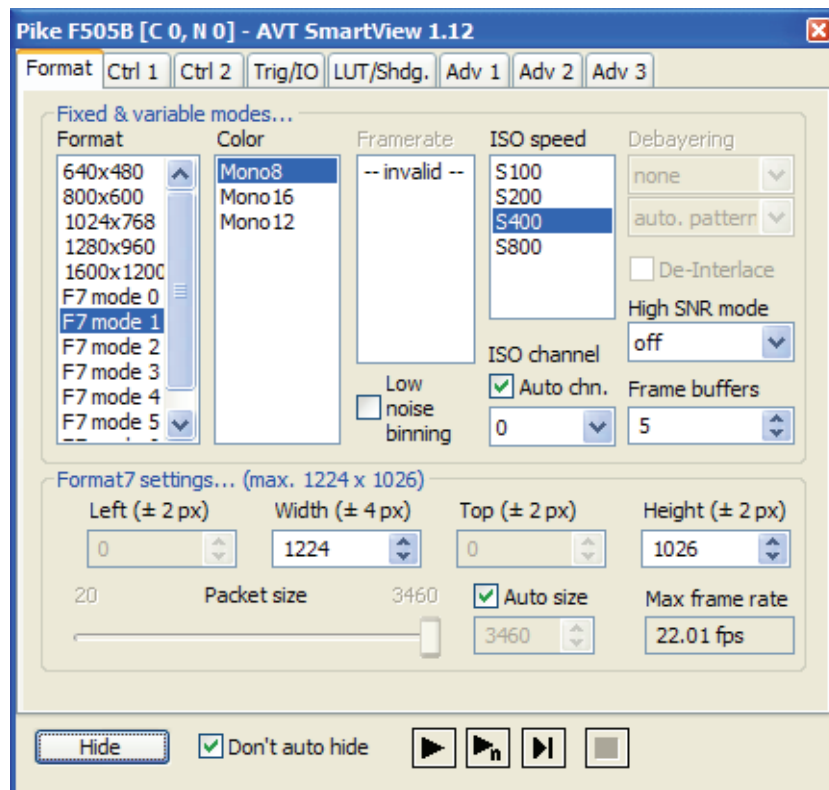 Pike F505B [C 0, N 0] - AVT SmartView 1.12
Format Ctrl 1 Ctrl 2 Trig/IO LUT/Shdg. Adv 1 Adv 2 Adv 3
Fixed & variable modes...
Format
640x480
800x600
1024x768
1280x960
1600x1200
F7 mode 0
F7 mode 1
F7 mode 2
F7 mode 3
F7 mode 4
F7 mode 5
Color
Mono8
Mono16
Mono12
Framerate
-- invalid --
Low
noise
binning
ISO speed
S100
S200
S400
S800
ISO channel
Auto chn.
0
Debayering
none
auto. pattern
De-Interlace
High SNR mode
off
Frame buffers
5
Format7 settings... (max. 1224 x 1026)
Left (± 2 px) Width (± 4 px) Top (± 2 px) Height (± 2 px)
0 1224 0 1026
20 Packet size 3460 Auto size Max frame rate
3460 22.01 fps
Hide Don't auto hide n